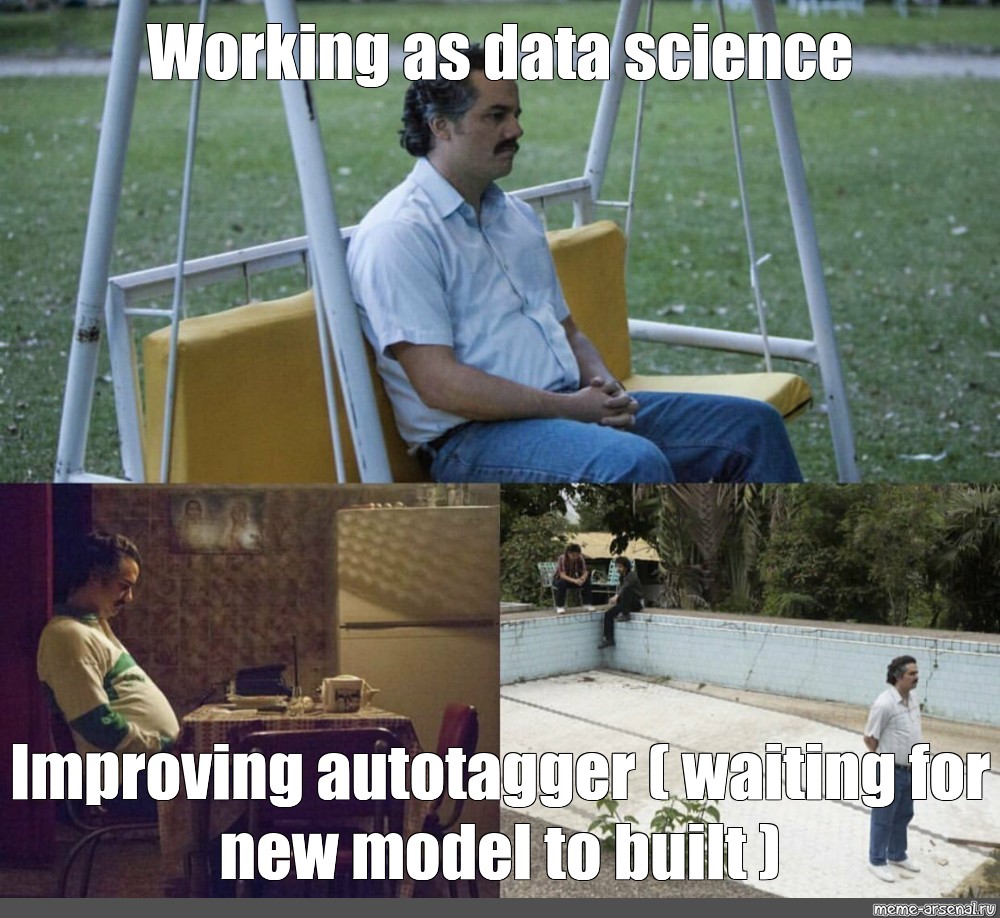 Working as data science
Improving autotagger ( waiting for
new model to built )
meme-arsenal.ru